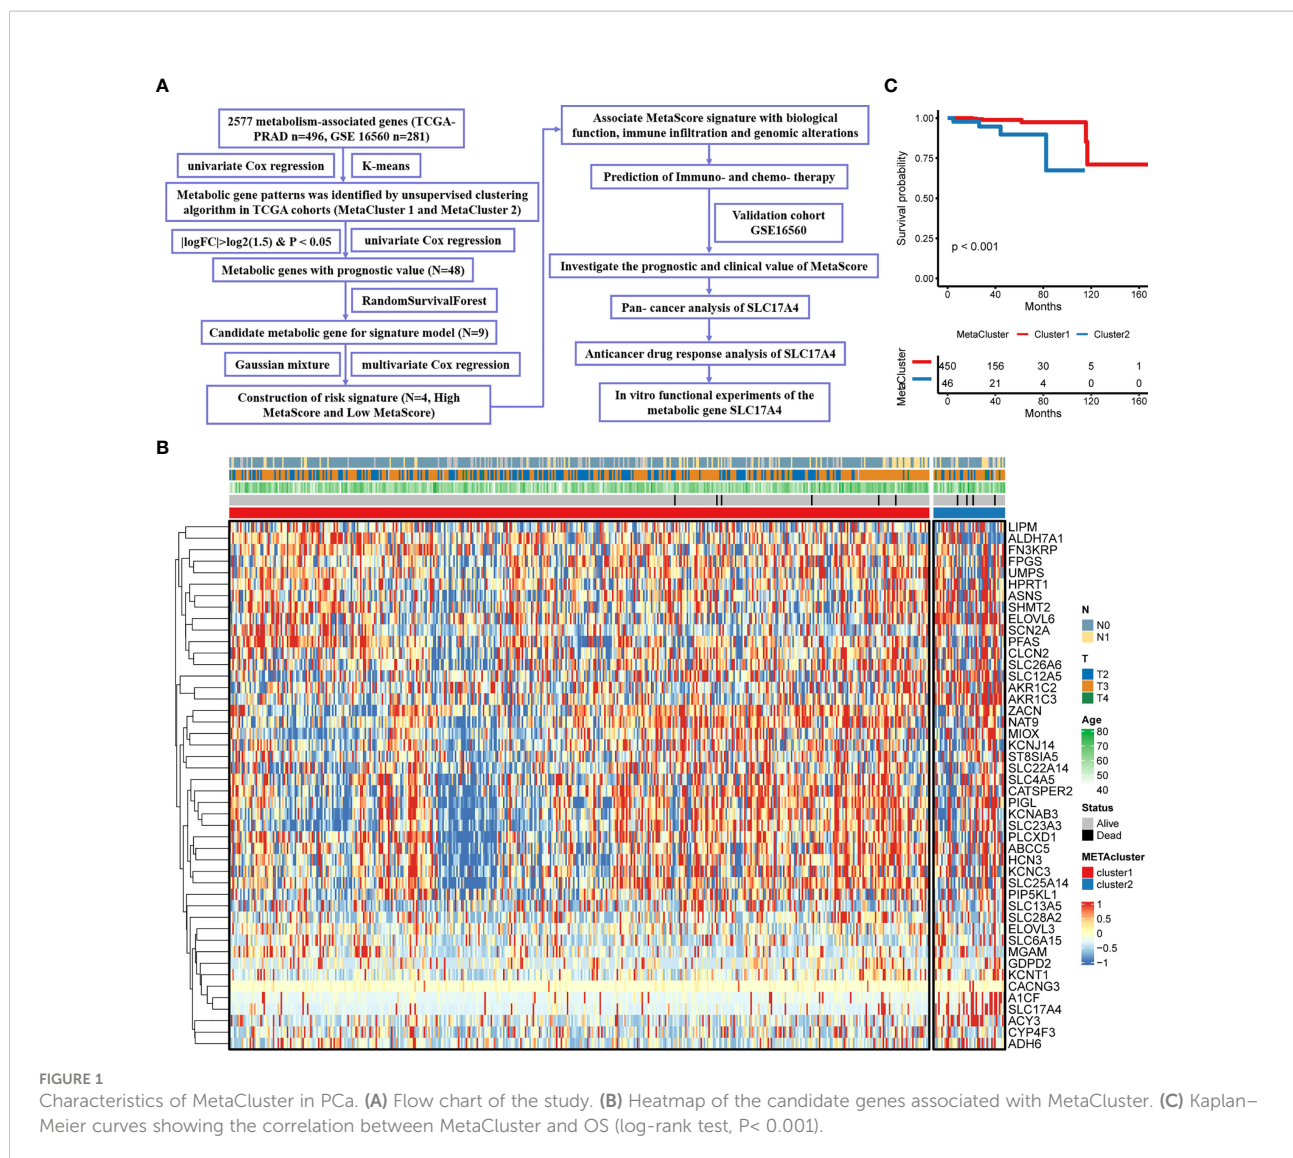 A
2577 metabolism-associated genes (TCGA-
PRAD n=496, GSE 16560 n=281)
univariate Cox regression
K-means
Metabolic gene patterns was identified by unsupervised clustering
algorithm in TCGA cohorts (MetaCluster 1 and MetaCluster 2)
|logFC|>log2(1.5) & P < 0.05
univariate Cox regression
Metabolic genes with prognostic value (N=48)
RandomSurvivalForest
Candidate metabolic gene for signature model (N=9)
Gaussian mixture
multivariate Cox regression
Construction of risk signature (N=4, High
MetaScore and Low MetaScore)
Associate MetaScore signature with biological
function, immune infiltration and genomic alterations
Prediction of Immuno- and chemo- therapy
Validation cohort
GSE16560
Investigate the prognostic and clinical value of MetaScore
Pan- cancer analysis of SLC17A4
Anticancer drug response analysis of SLC17A4
In vitro functional experiments of the
metabolic gene SLC17A4
C
Survival probability
1.00
0.75
0.50
0.25
0.00
p < 0.001
0 40 80 120 160
Months
MetaCluster Cluster1 Cluster2
MetaCluster
450 156 30 5 1
46 21 4 0 0
0 40 80 120 160
Months
B
LIPM
ALDH7A1
FN3KRP
FPGS
UMPS
HPRT1
ASNS
SHMT2
ELOVL6
SCN2A
PFAS
CLCN2
SLC26A6
SLC12A5
AKR1C2
AKR1C3
ZACN
NAT9
MIOX
KCNJ14
ST8SIA5
SLC22A14
SLC4A5
CATSPER2
PIGL
KCNAB3
SLC23A3
PLCXD1
ABCC5
HCN3
KCNC3
SLC25A14
PIP5KL1
SLC13A5
SLC28A2
ELOVL3
SLC6A15
MGAM
GDPD2
KCNT1
CACNG3
A1CF
SLC17A4
ACY3
CYP4F3
ADH6
N
N0
N1
T
T2
T3
T4
Age
80
70
60
50
40
Status
Alive
Dead
METAcluster
cluster1
cluster2
1
0.5
0
−0.5
−1
FIGURE 1
Characteristics of MetaCluster in PCa. (A) Flow chart of the study. (B) Heatmap of the candidate genes associated with MetaCluster. (C) Kaplan–
Meier curves showing the correlation between MetaCluster and OS (log-rank test, P< 0.001).